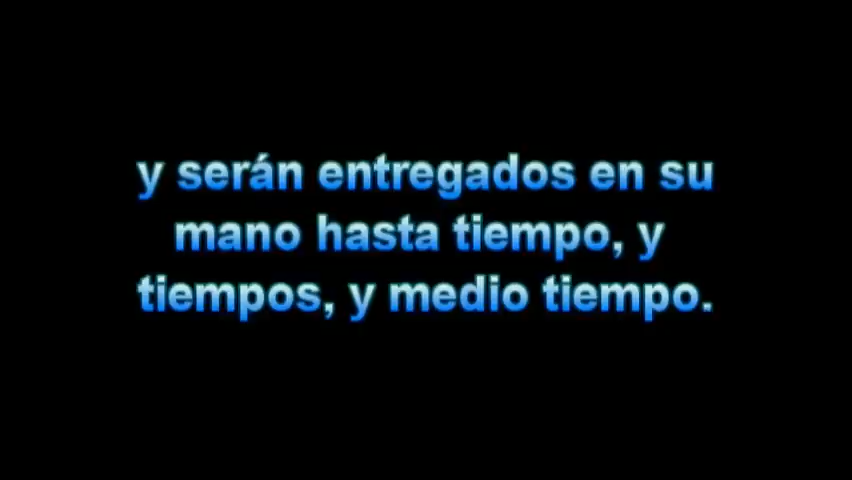 y serán entregados en su
mano hasta tiempo, y
tiempos, y medio tiempo.